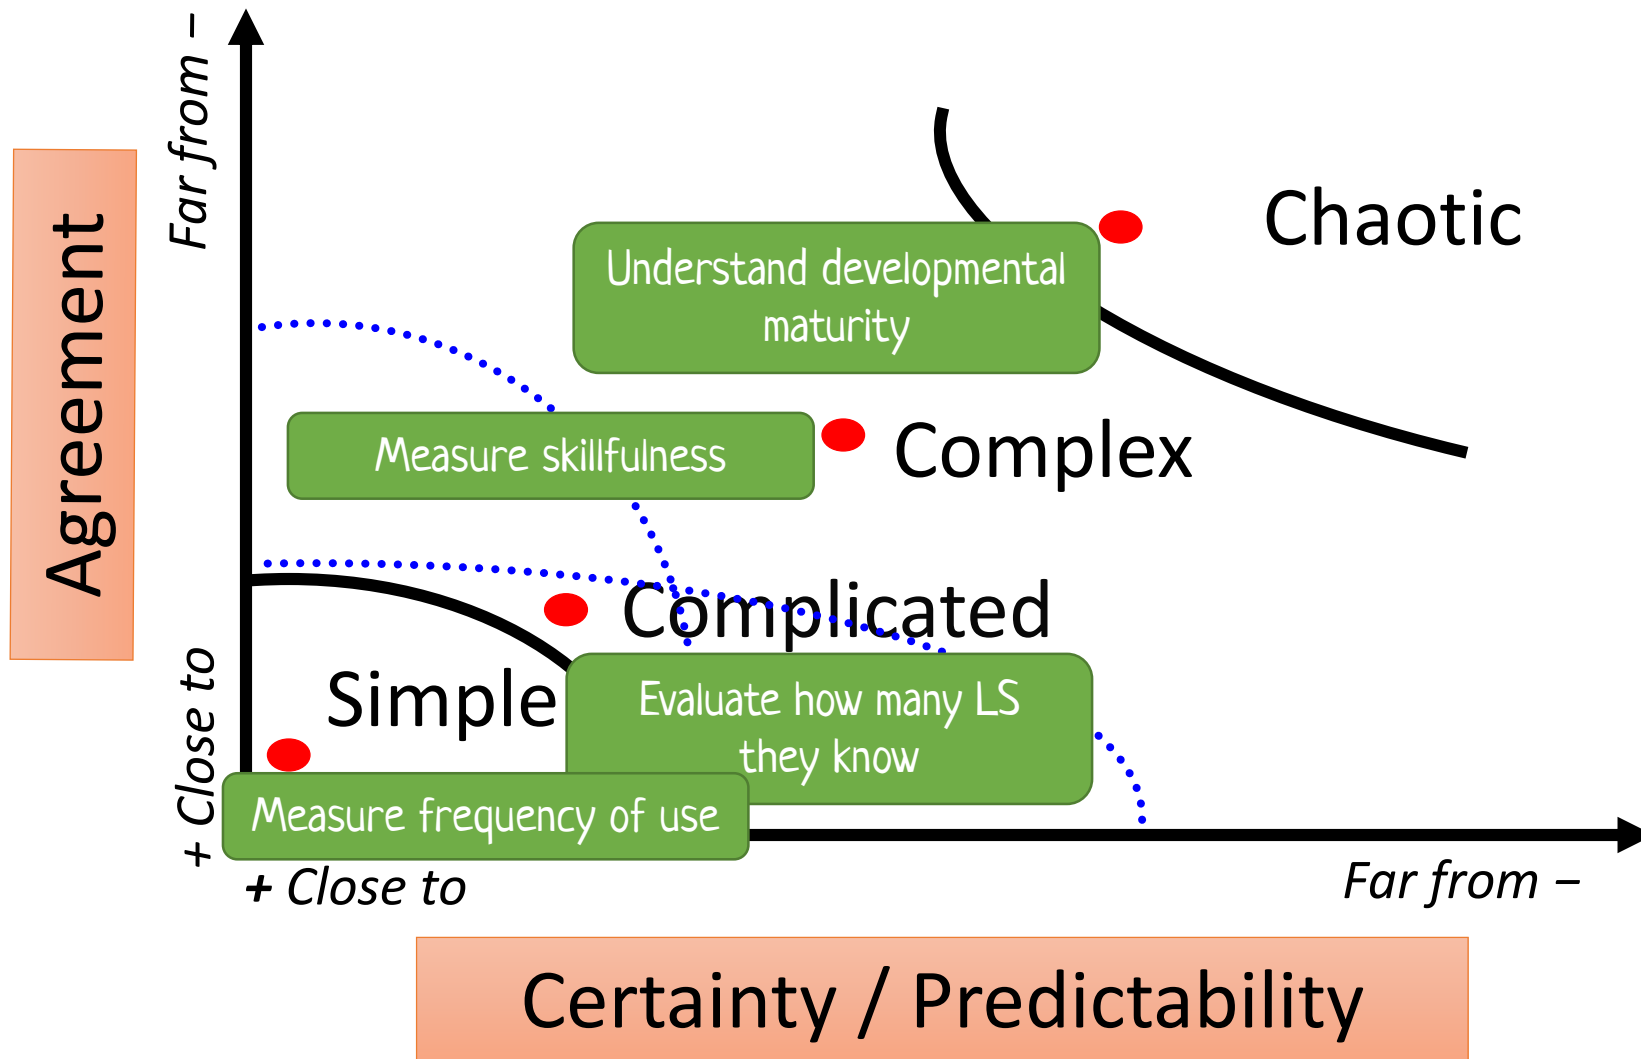 Far from –
Agreement
+ Close to
Chaotic
Understand developmental
maturity
Measure skillfulness
Complex
Complicated
Simple
Evaluate how many LS
they know
Measure frequency of use
+ Close to
Far from –
Certainty / Predictability